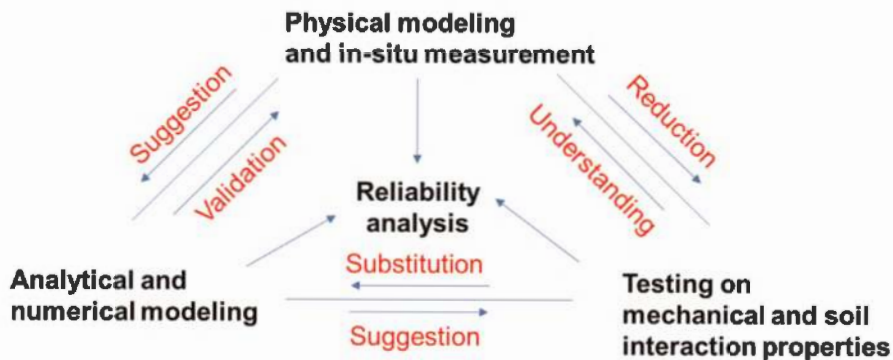 Physical modeling
and in-situ measurement
Suggestion
Validation
Reduction
Understanding
Reliability
analysis
Analytical and
numerical modeling
Substitution
Suggestion
Testing on
mechanical and soil
interaction properties